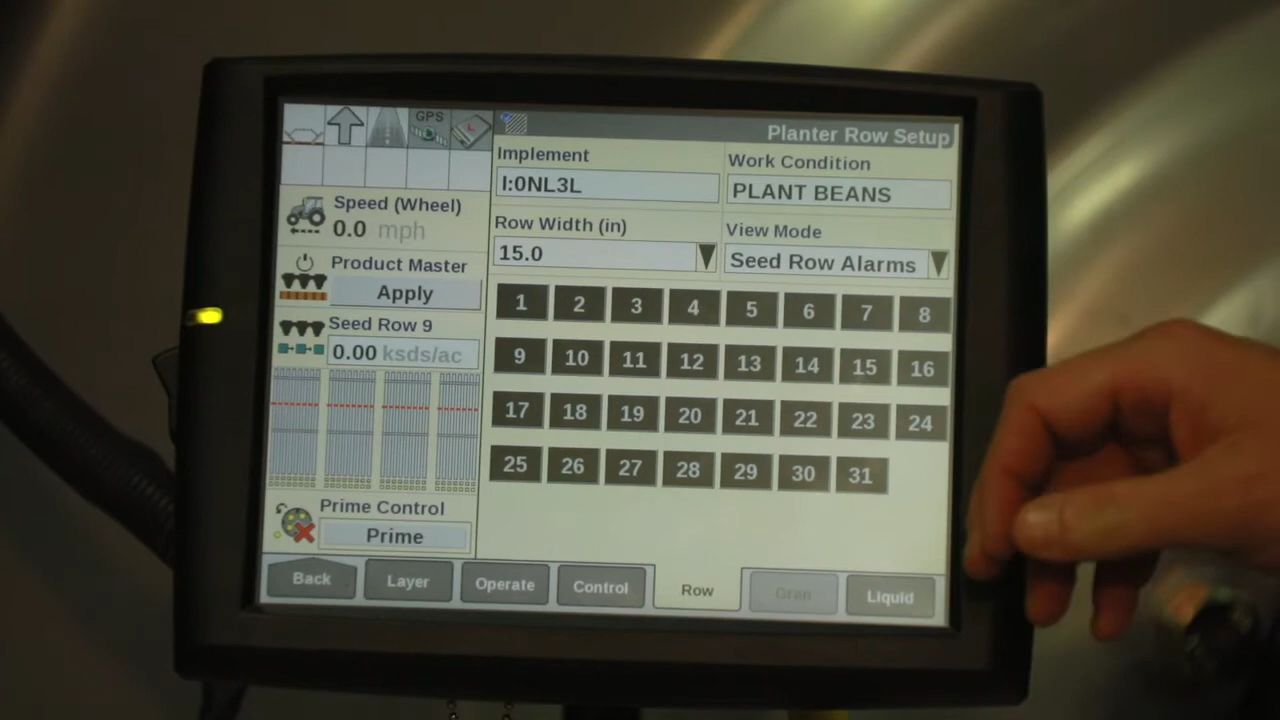 GPS
Planter Row Setup
Implement
Work Condition
I:0NL3L
PLANT BEANS
Speed (Wheel)
0.0 mph
Row Width (in)
View Mode
15.0
Seed Row Alarms
Product Master
Apply
Seed Row 9
0.00 ksds/ac
1 2 3 4 5 6 7 8
9 10 11 12 13 14 15 16
17 18 19 20 21 22 23 24
25 26 27 28 29 30 31
Prime Control
Prime
Back Layer Operate Control Row Gran Liquid